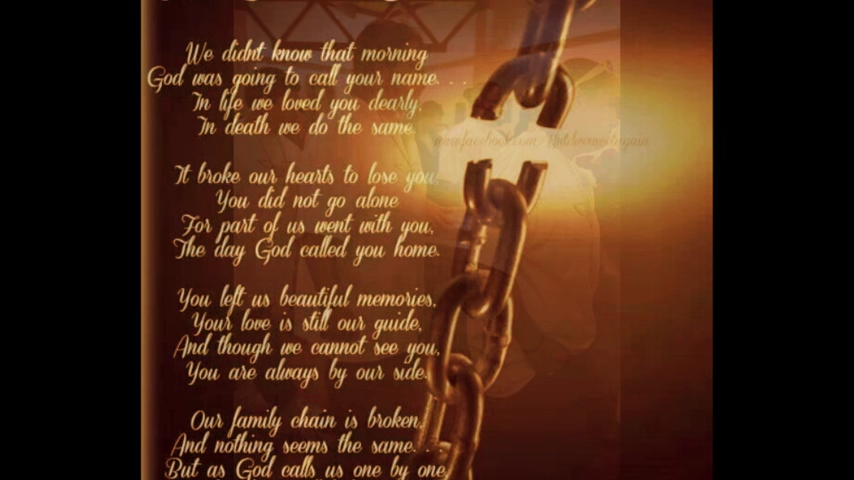 We didnt know that morning
God was going to call your name. . .
In life we loved you dearly,
In death we do the same.
It broke our hearts to lose you,
You did not go alone
For part of us went with you,
The day God called you home.
You left us beautiful memories,
Your love is still our guide,
And though we cannot see you,
You are always by our side.
Our family chain is broken,
And nothing seems the same. . .
But as God calls us one by one,